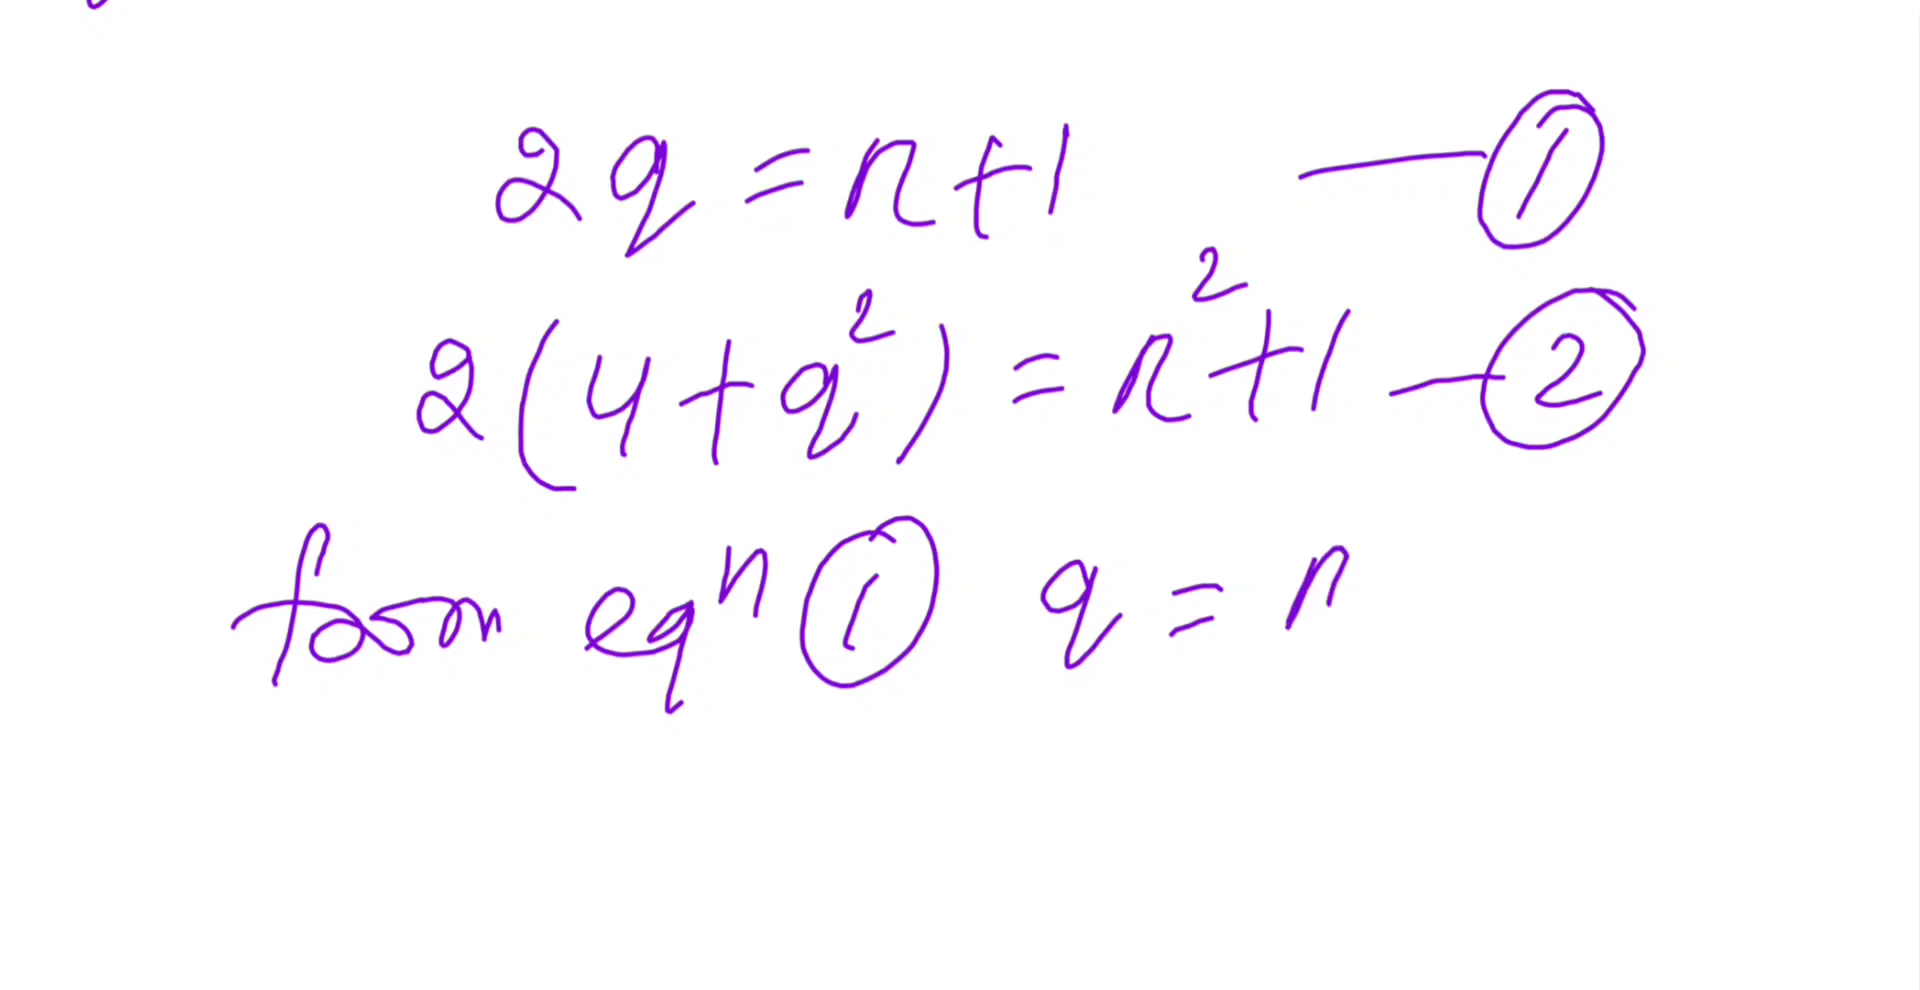 2q = n+1 — ①
2(4+q²) = n²+1 — ②
from eqⁿ ① q = n